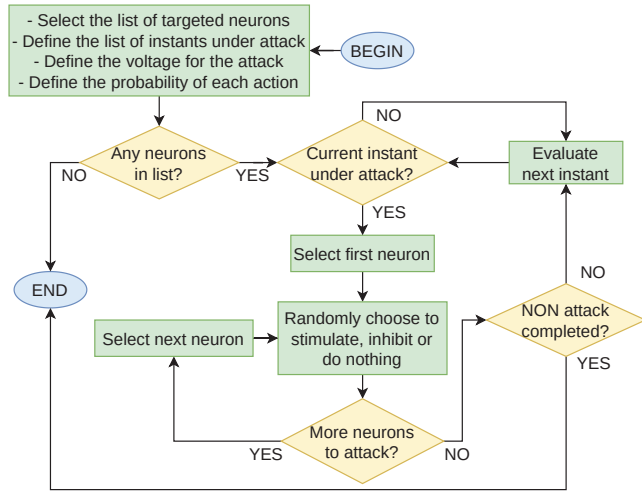 - Select the list of targeted neurons
- Define the list of instants under attack
- Define the voltage for the attack
- Define the probability of each action
BEGIN
Any neurons
in list?
NO
YES
Current instant
under attack?
NO
YES
Evaluate
next instant
Select first neuron
END
Randomly choose to
stimulate, inhibit or
do nothing
Select next neuron
NON attack
completed?
NO
YES
More neurons
to attack?
YES
NO